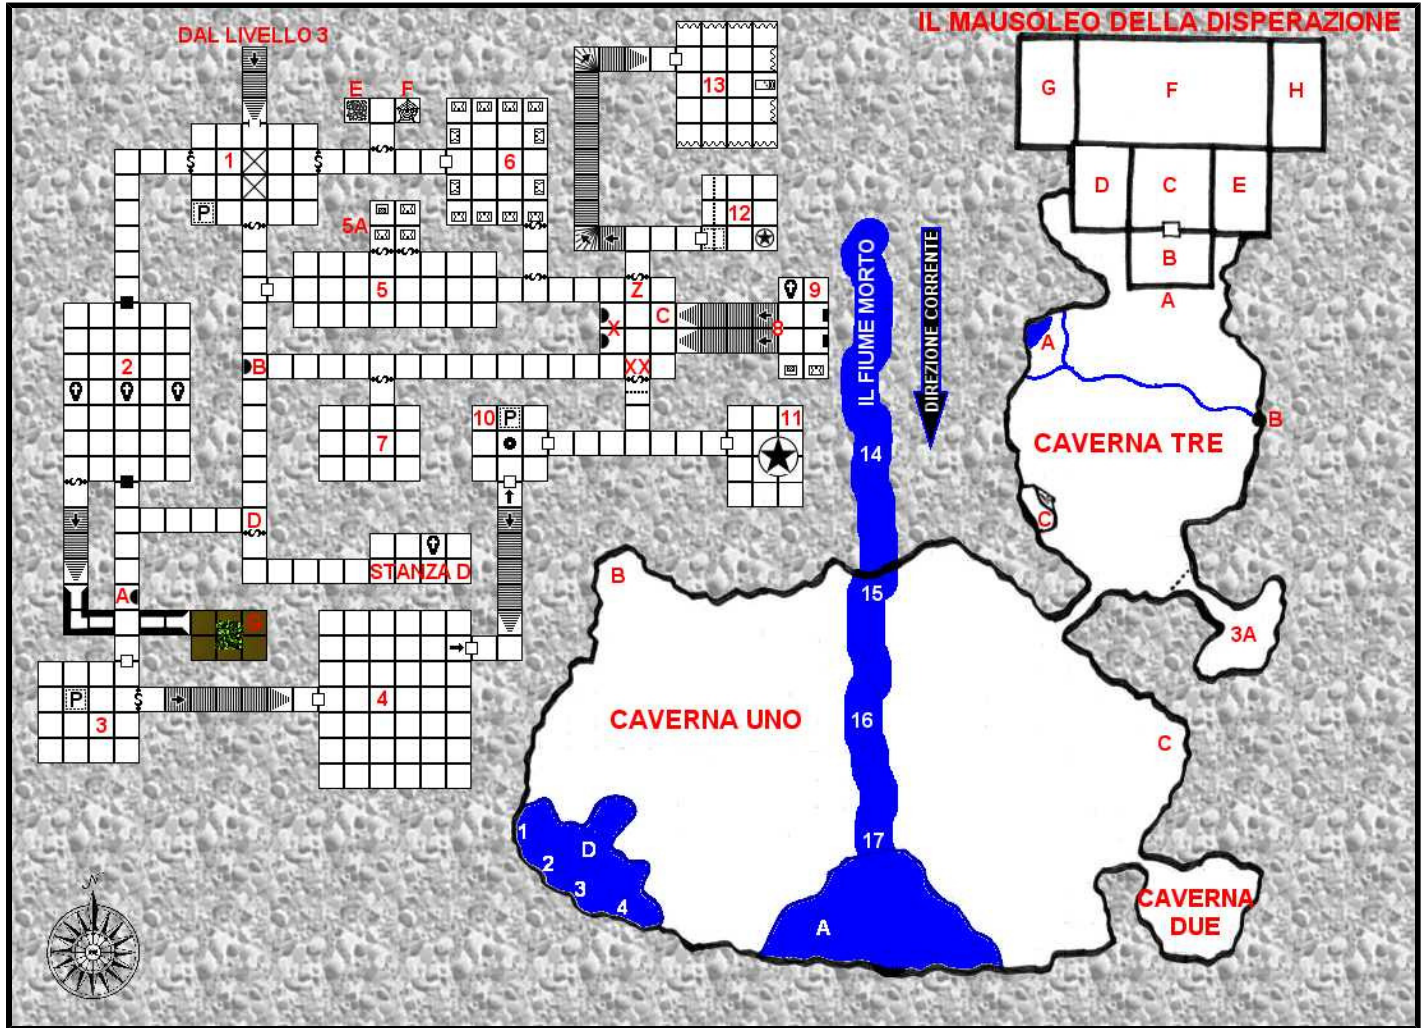 IL MAUSOLEO DELLA DISPERAZIONE
DAL LIVELLO 3
E F
G F H
13
1 6
D C E
P
5A
12
B
5 Z
9
A
X C 8
A
2 B XX
IL FIUME MORTO
DIREZIONE CORRENTE
10 P 11
B
7
CAVERNA TRE
14
D
C
STANZA D
B
15
A
G
3A
P 4
3
CAVERNA UNO
16
C
1
D
17
2
3
4
A
CAVERNA
DUE
N